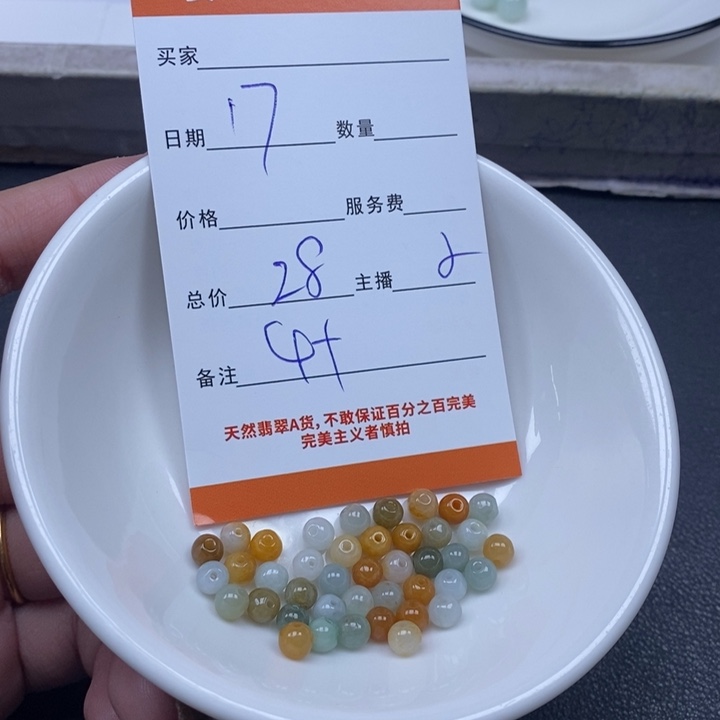 买家
日期 17 数量
价格 服务费
总价 28 主播
备注
天然翡翠A货,不敢保证百分之百完美
完美主义者慎拍